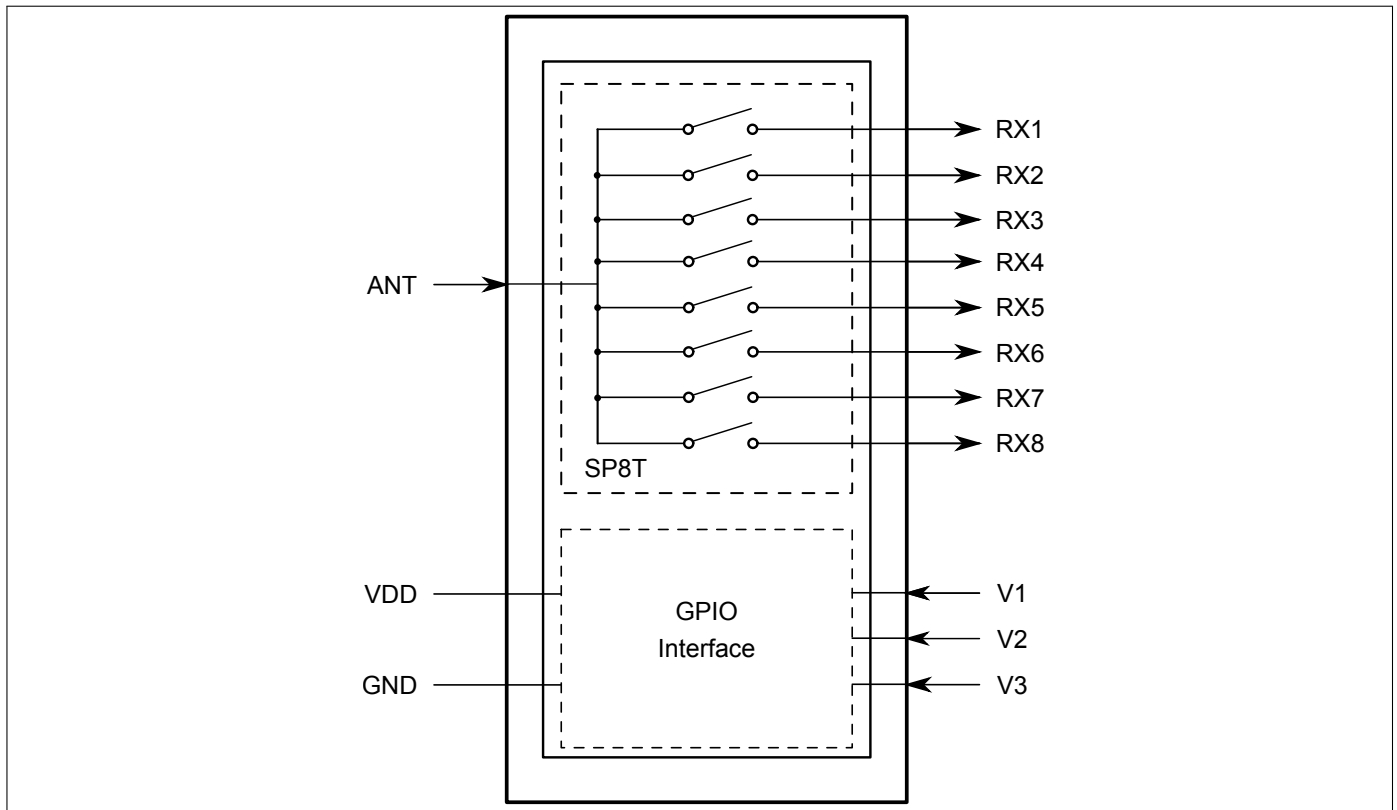 RX1
RX2
RX3
RX4
ANT
RX5
RX6
RX7
RX8
SP8T
VDD
GPIO
Interface
V1
V2
GND
V3